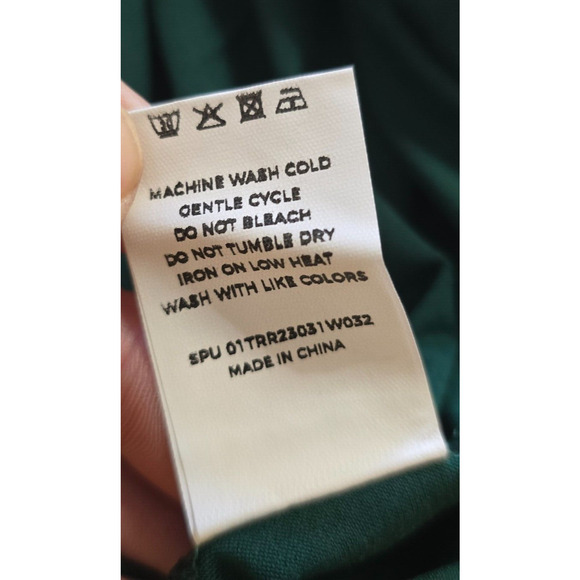 MACHINE WASH COLD
GENTLE CYCLE
DO NOT BLEACH
DO NOT TUMBLE DRY
IRON ON LOW HEAT
WASH WITH LIKE COLORS
SPU 01TRR23031W032
MADE IN CHINA